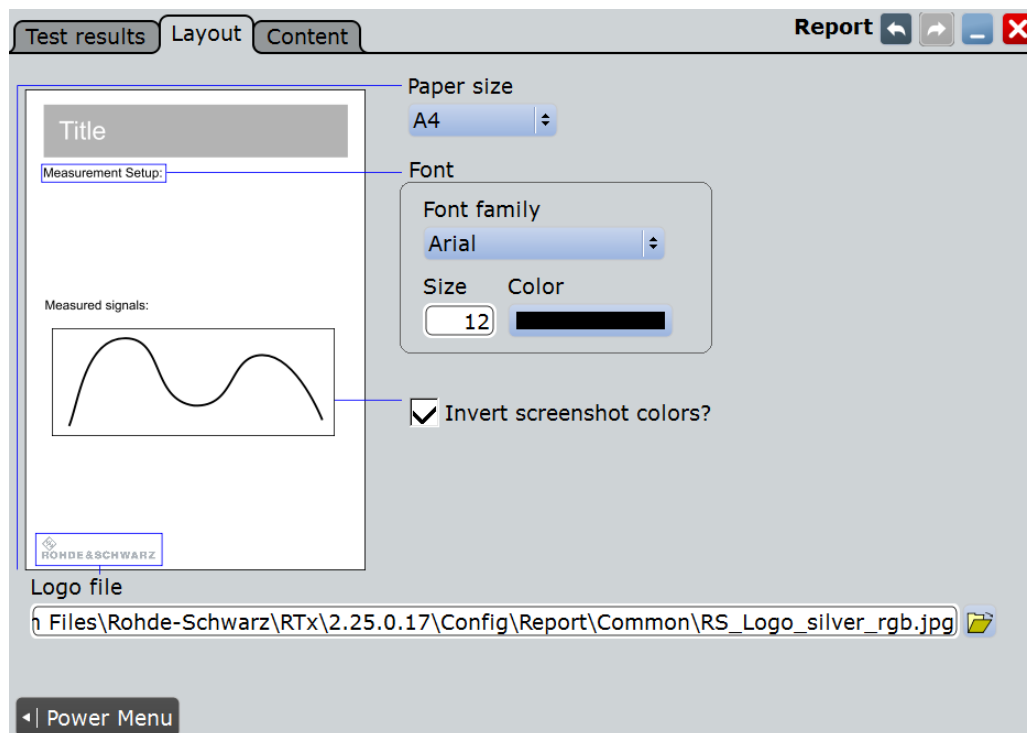 Test results Layout Content Report
Paper size
A4
Title
Measurement Setup:
Font
Font family
Arial
Size Color
12
Measured signals:
Invert screenshot colors?
ROHDE&SCHWARZ
Logo file
Files\Rohde-Schwarz\RTx\2.25.0.17\Config\Report\Common\RS_Logo_silver_rgb.jpg
Power Menu